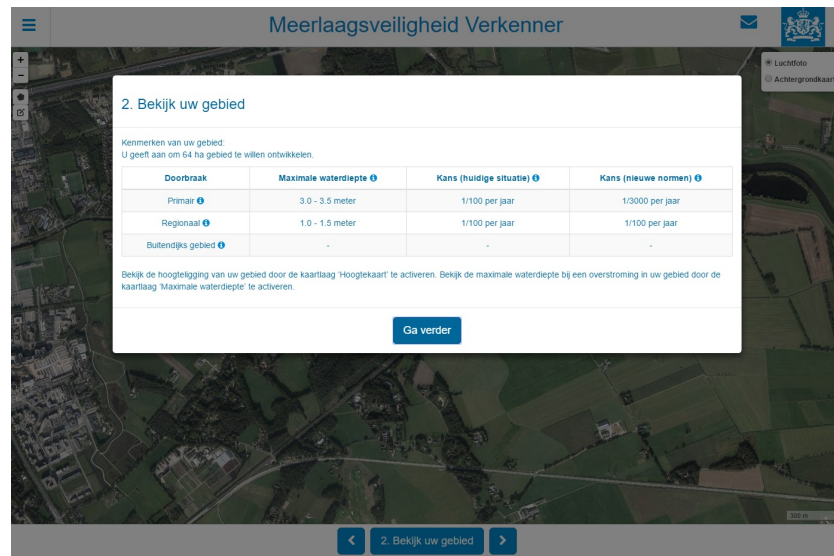 Meerlaagsveiligheid Verkenner
+
−
Luchtfoto
Achtergrondkaart
2. Bekijk uw gebied
Kenmerken van uw gebied:
U geeft aan om 64 ha gebied te willen ontwikkelen.
Doorbraak Maximale waterdiepte Kans (huidige situatie) Kans (nieuwe normen)
Primair 3.0 - 3.5 meter 1/100 per jaar 1/3000 per jaar
Regionaal 1.0 - 1.5 meter 1/100 per jaar 1/100 per jaar
Buitendijks gebied - - -
Bekijk de hoogteligging van uw gebied door de kaartlaag 'Hoogtekaart' te activeren. Bekijk de maximale waterdiepte bij een overstroming in uw gebied door de
kaartlaag 'Maximale waterdiepte' te activeren.
Ga verder
300 m
2. Bekijk uw gebied